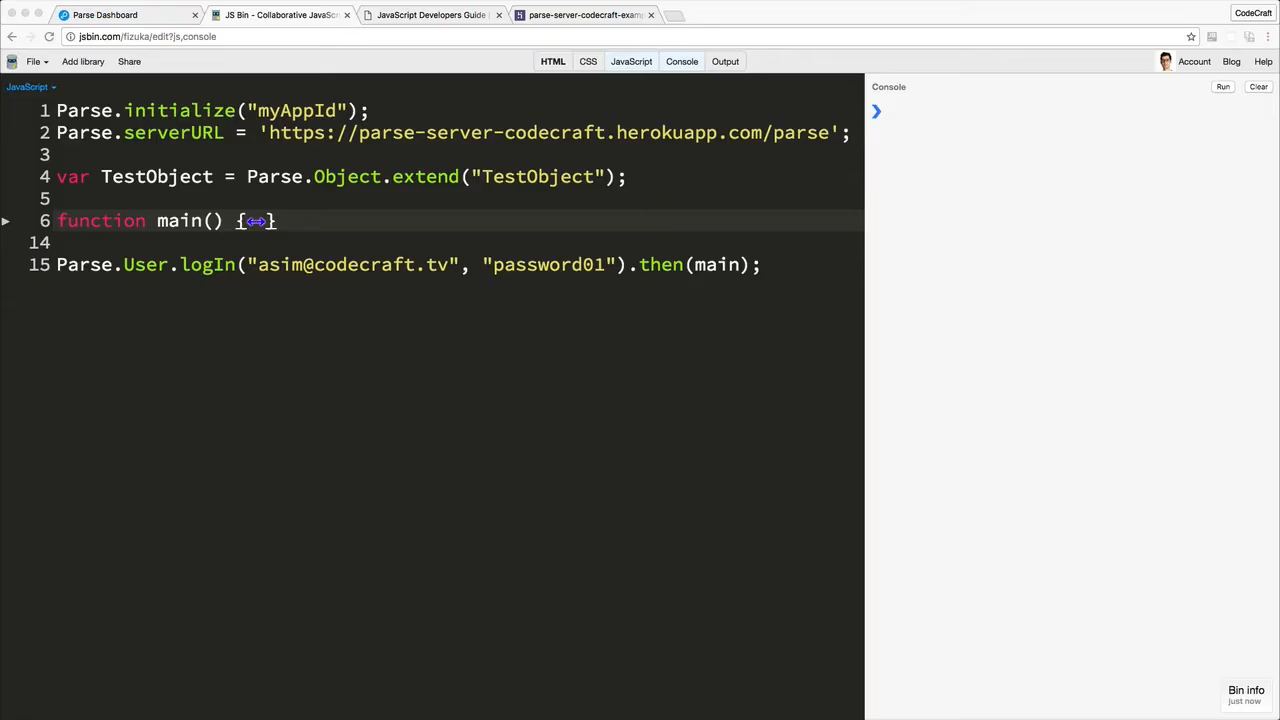 Parse Dashboard
JS Bin - Collaborative JavaScr
JavaScript Developers Guide |
parse-server-codecraft-examp
CodeCraft
jsbin.com/fizuka/edit?js,console
File
Add library
Share
HTML
CSS
JavaScript
Console
Output
Account
Blog
Help
JavaScript
Console
Run
Clear
1 Parse.initialize("myAppId");
2 Parse.serverURL = 'https://parse-server-codecraft.herokuapp.com/parse';
3
4 var TestObject = Parse.Object.extend("TestObject");
5
6 function main() {↔}
14
15 Parse.User.logIn("asim@codecraft.tv", "password01").then(main);
Bin info
just now